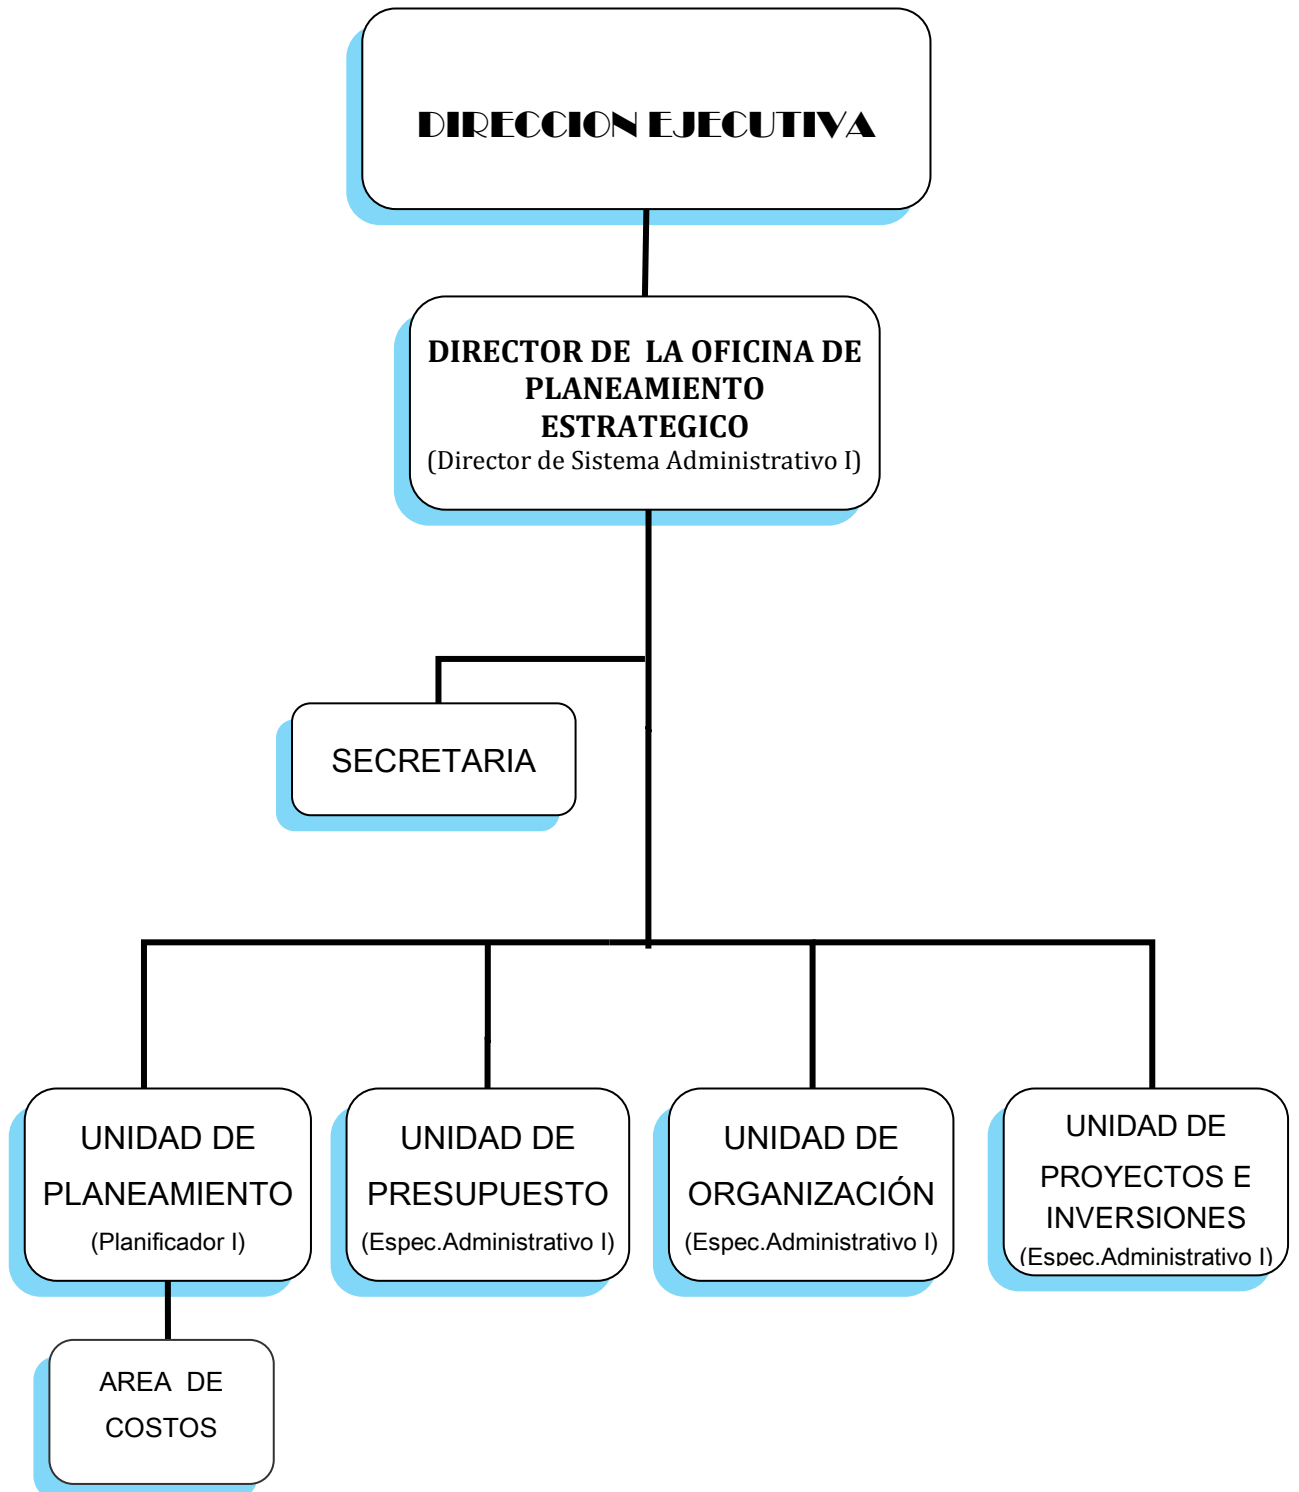 DIRECCION EJECUTIVA
DIRECTOR DE LA OFICINA DE
PLANEAMIENTO
ESTRATEGICO
(Director de Sistema Administrativo I)
SECRETARIA
UNIDAD DE
PLANEAMIENTO
(Planificador I)
UNIDAD DE
PRESUPUESTO
(Espec.Administrativo I)
UNIDAD DE
ORGANIZACIÓN
(Espec.Administrativo I)
UNIDAD DE
PROYECTOS E
INVERSIONES
(Espec.Administrativo I)
AREA DE
COSTOS